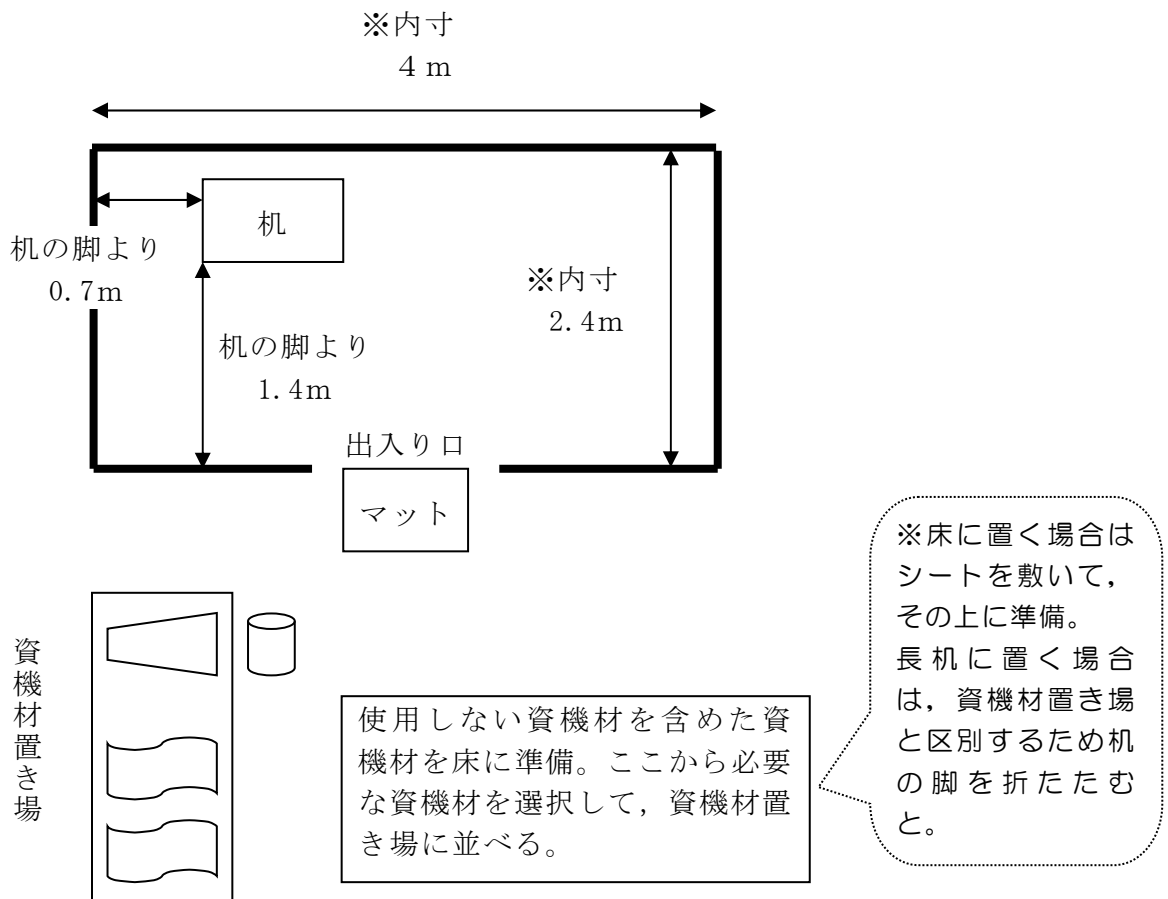 ※内寸
4 m
机
机の脚より
0.7m
※内寸
2.4m
机の脚より
1.4m
出入り口
マット
※床に置く場合は
シートを敷いて，
その上に準備。
長机に置く場合
は，資機材置き場
と区別するため机
の脚を折たたむ
と。
資機材置き場
使用しない資機材を含めた資
機材を床に準備。ここから必要
な資機材を選択して，資機材置
き場に並べる。